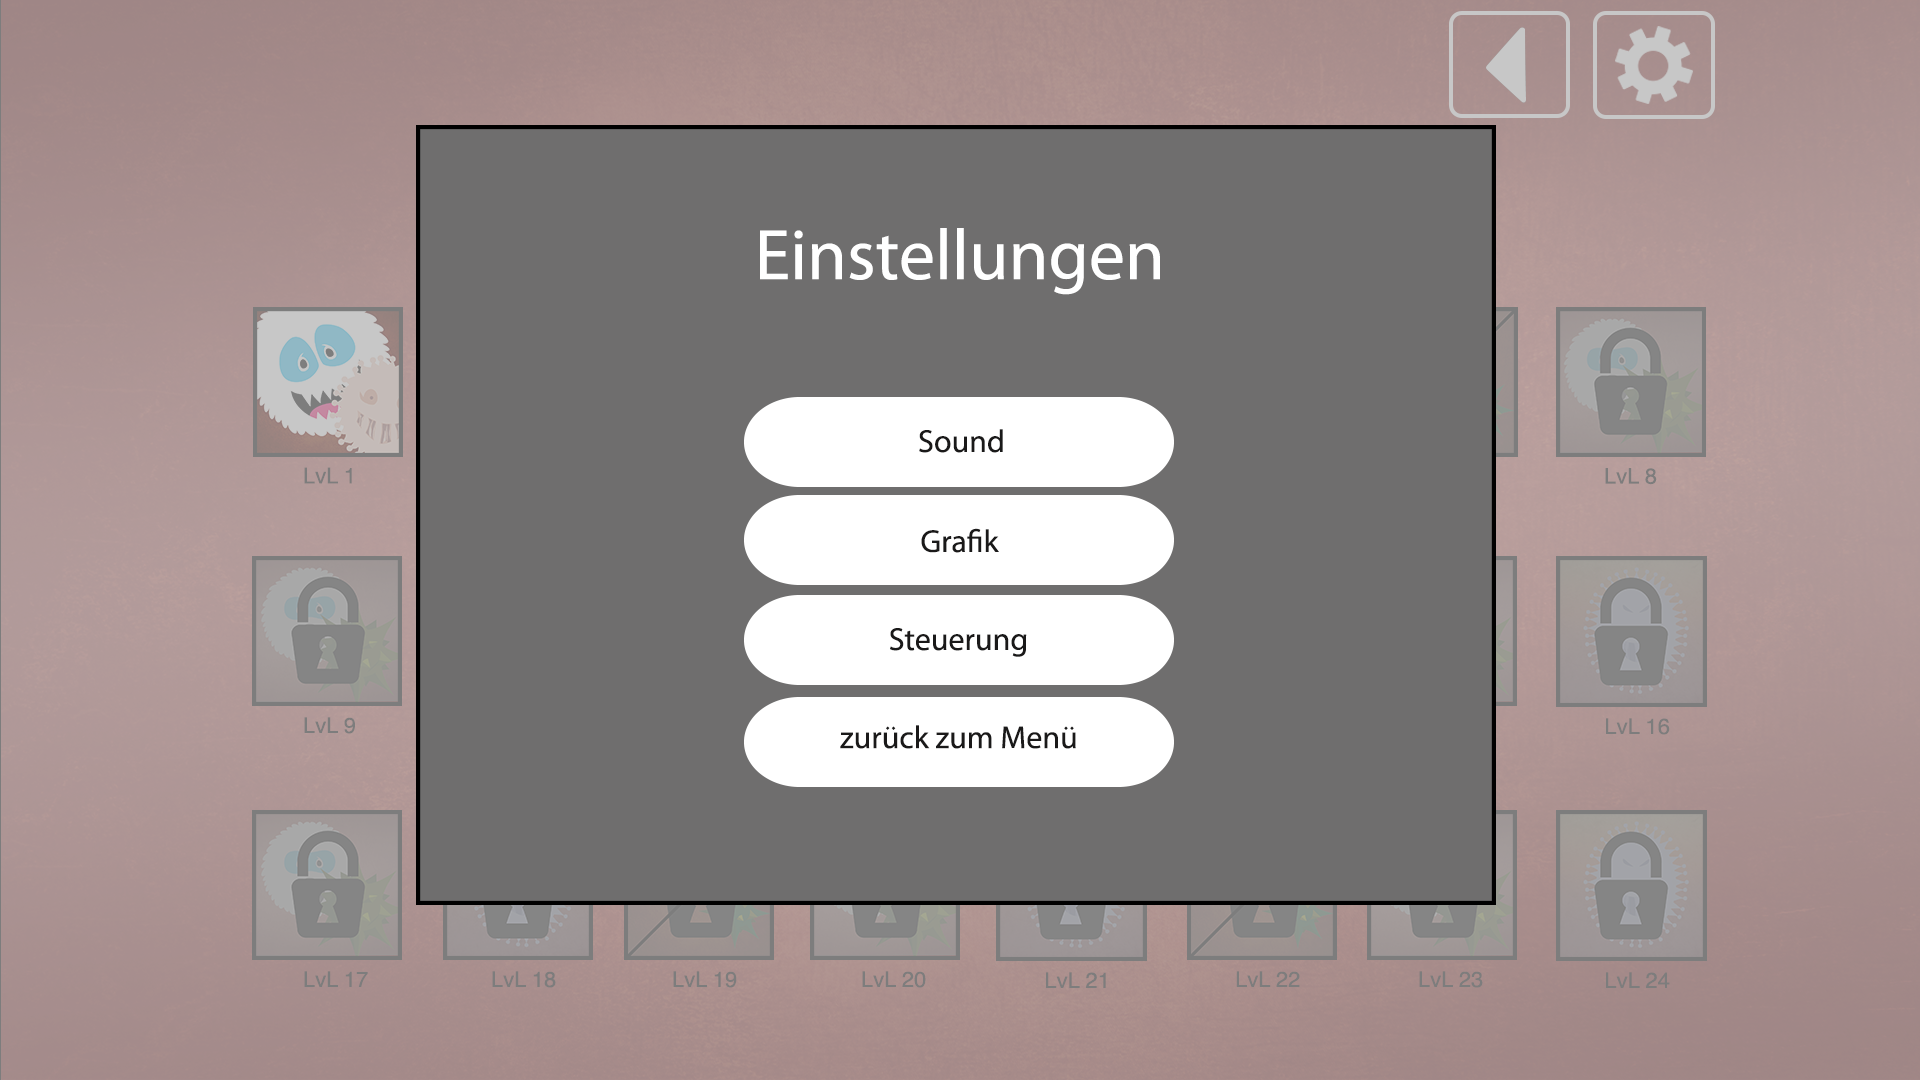 Einstellungen
Sound
Grafik
Steuerung
zurück zum Menü
LvL 1
LvL 8
LvL 9
LvL 16
LvL 17
LvL 18
LvL 19
LvL 20
LvL 21
LvL 22
LvL 23
LvL 24